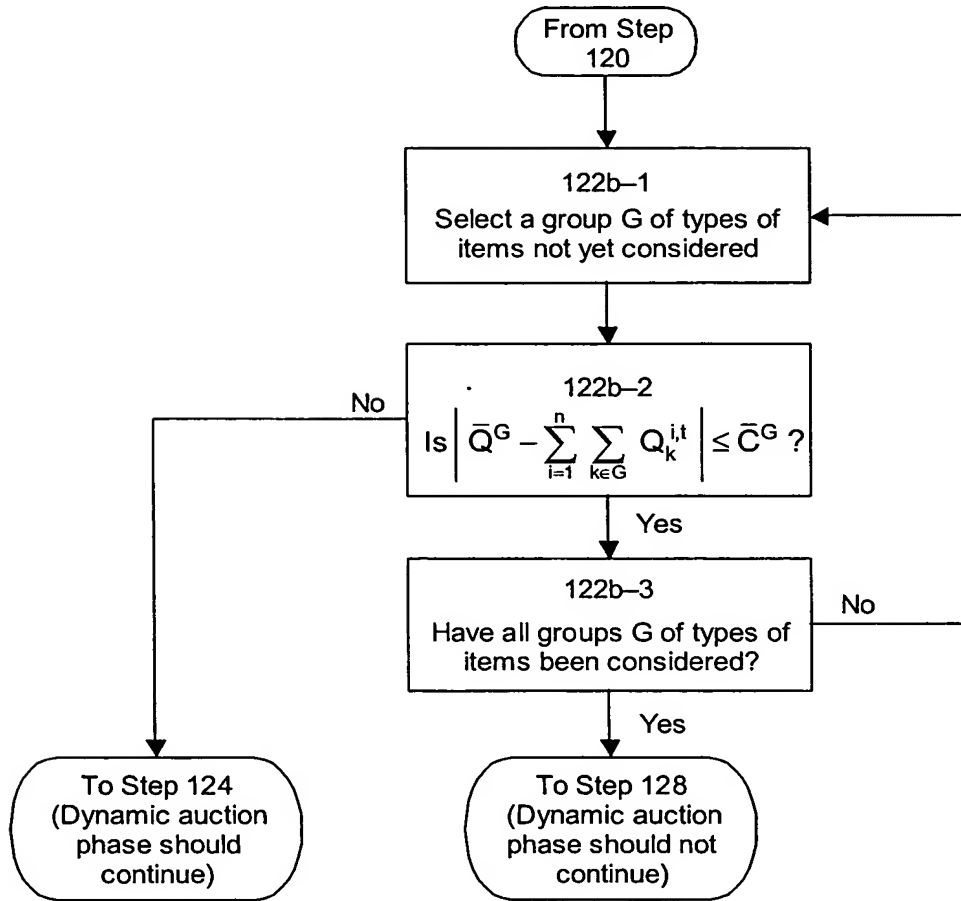 From Step
120
122b–1
Select a group G of types of
items not yet considered
122b–2
No
Is | Q̅^G − ∑_{i=1}^{n} ∑_{k∈G} Q_k^{i,t} | ≤ C̅^G ?
Yes
122b–3
No
Have all groups G of types of
items been considered?
Yes
To Step 124
(Dynamic auction
phase should
continue)
To Step 128
(Dynamic auction
phase should not
continue)